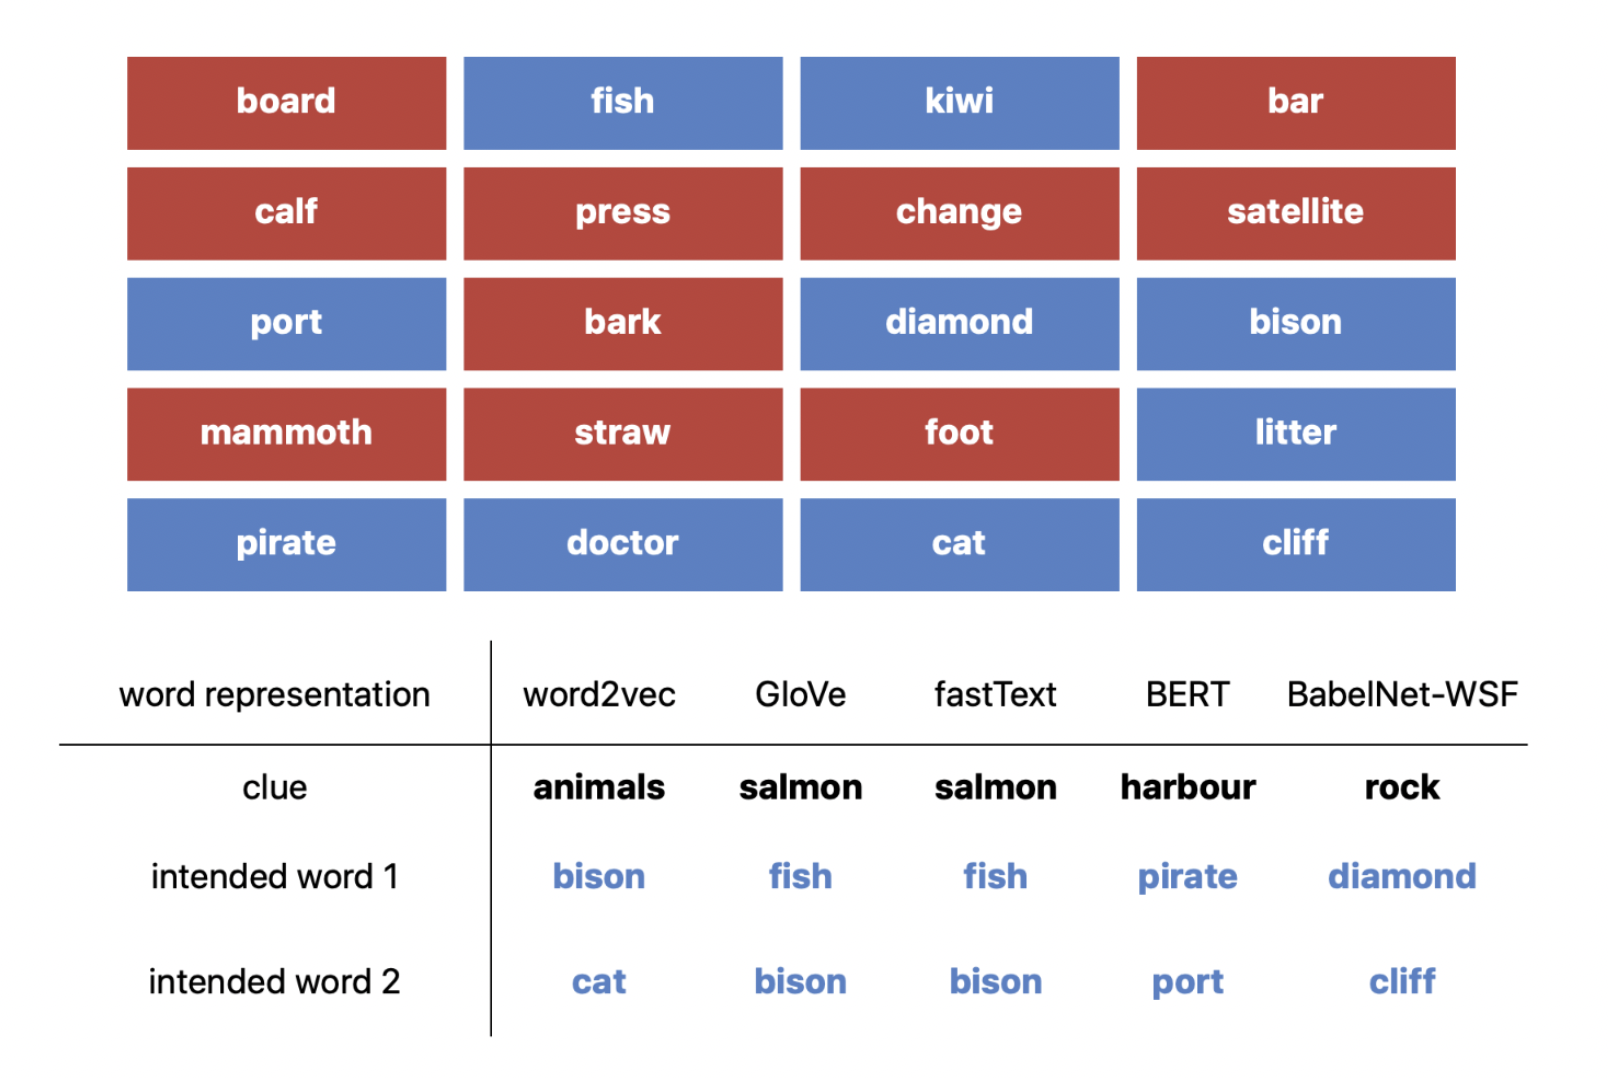 board fish kiwi bar
calf press change satellite
port bark diamond bison
mammoth straw foot litter
pirate doctor cat cliff
word representation word2vec GloVe fastText BERT BabelNet-WSF
clue animals salmon salmon harbour rock
intended word 1 bison fish fish pirate diamond
intended word 2 cat bison bison port cliff